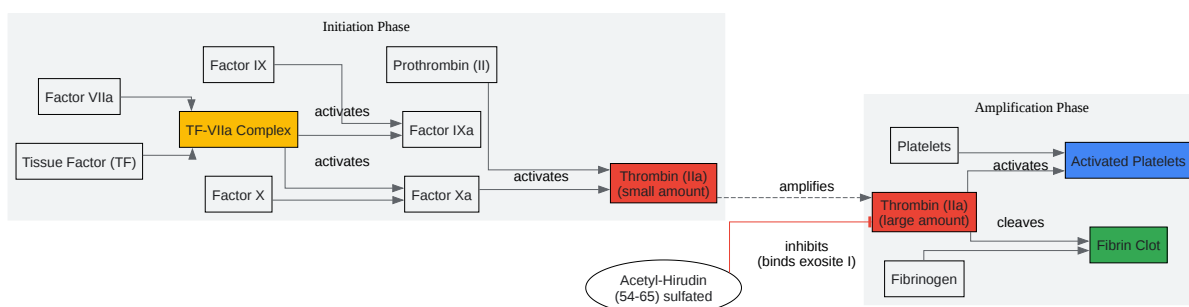 Initiation Phase
Factor IX
Prothrombin (II)
Factor VIIa
activates
TF-VIIa Complex
Factor IXa
Tissue Factor (TF)
activates
Factor X
Factor Xa
activates
Thrombin (IIa)
(small amount)
amplifies
Amplification Phase
Platelets
Activated Platelets
activates
Thrombin (IIa)
(large amount)
cleaves
Fibrin Clot
inhibits
(binds exosite I)
Fibrinogen
Acetyl-Hirudin
(54-65) sulfated